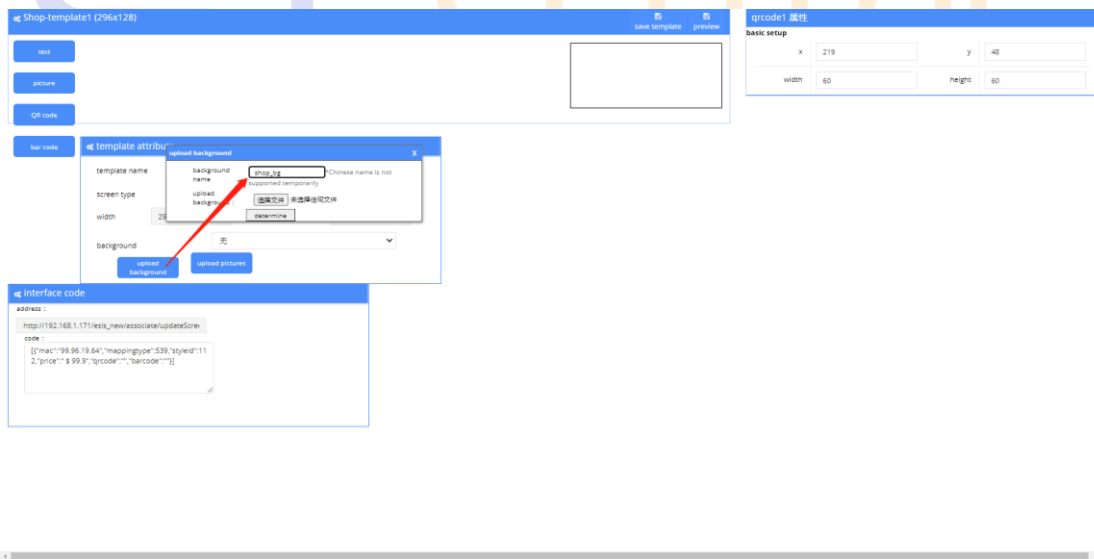 Shop-template1 (296x128)
save template
preview
text
picture
QR code
bar code
qrcode1 属性
basic setup
x 219 y 48
width 60 height 60
template attribu
template name
screen type
width 29
background 无
upload
background
upload pictures
upload background X
background
name
shop_bg
*Chinese name is not
supported temporarily
upload
background :
选择文件 未选择任何文件
determine
interface code
address :
http://192.168.1.171/esls_new/associate/updateScree
code :
[{"mac":"99.96.19.64","mappingtype":539,"styleid":11
2,"price":" $ 99.9","qrcode":"","barcode":""}]